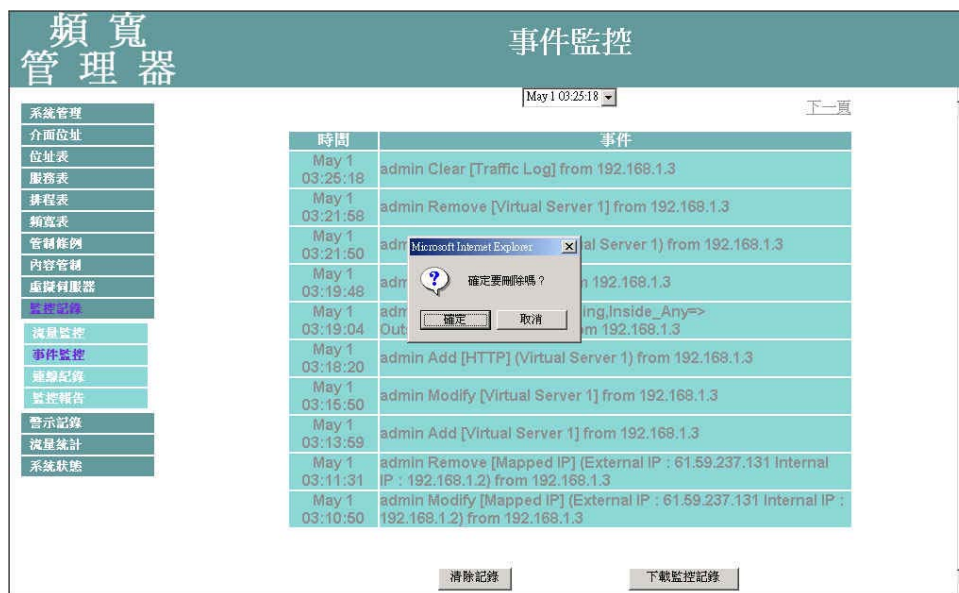 頻 寬
管 理 器
事件監控
May 1 03:25:18
下一頁
系統管理
介面位址
位址表
服務表
排程表
頻寬表
管制條例
內容管制
虛擬伺服器
監控記錄
流量監控
事件監控
連線紀錄
監控報告
警示記錄
流量統計
系統狀態
時間 事件
May 1
03:25:18
admin Clear [Traffic Log] from 192.168.1.3
May 1
03:21:58
admin Remove [Virtual Server 1] from 192.168.1.3
May 1
03:21:50
al Server 1) from 192.168.1.3
May 1
03:19:48
192.168.1.3
May 1
03:19:04
ing,Inside_Any=>
192.168.1.3
May 1
03:18:20
admin Add [HTTP] (Virtual Server 1) from 192.168.1.3
May 1
03:15:50
admin Modify [Virtual Server 1] from 192.168.1.3
May 1
03:13:59
admin Add [Virtual Server 1] from 192.168.1.3
May 1
03:11:31
admin Remove [Mapped IP] (External IP : 61.59.237.131 Internal
IP : 192.168.1.2) from 192.168.1.3
May 1
03:10:50
admin Modify [Mapped IP] (External IP : 61.59.237.131 Internal IP :
192.168.1.2) from 192.168.1.3
Microsoft Internet Explorer
確定要刪除嗎？
確定
取消
清除記錄
下載監控記錄